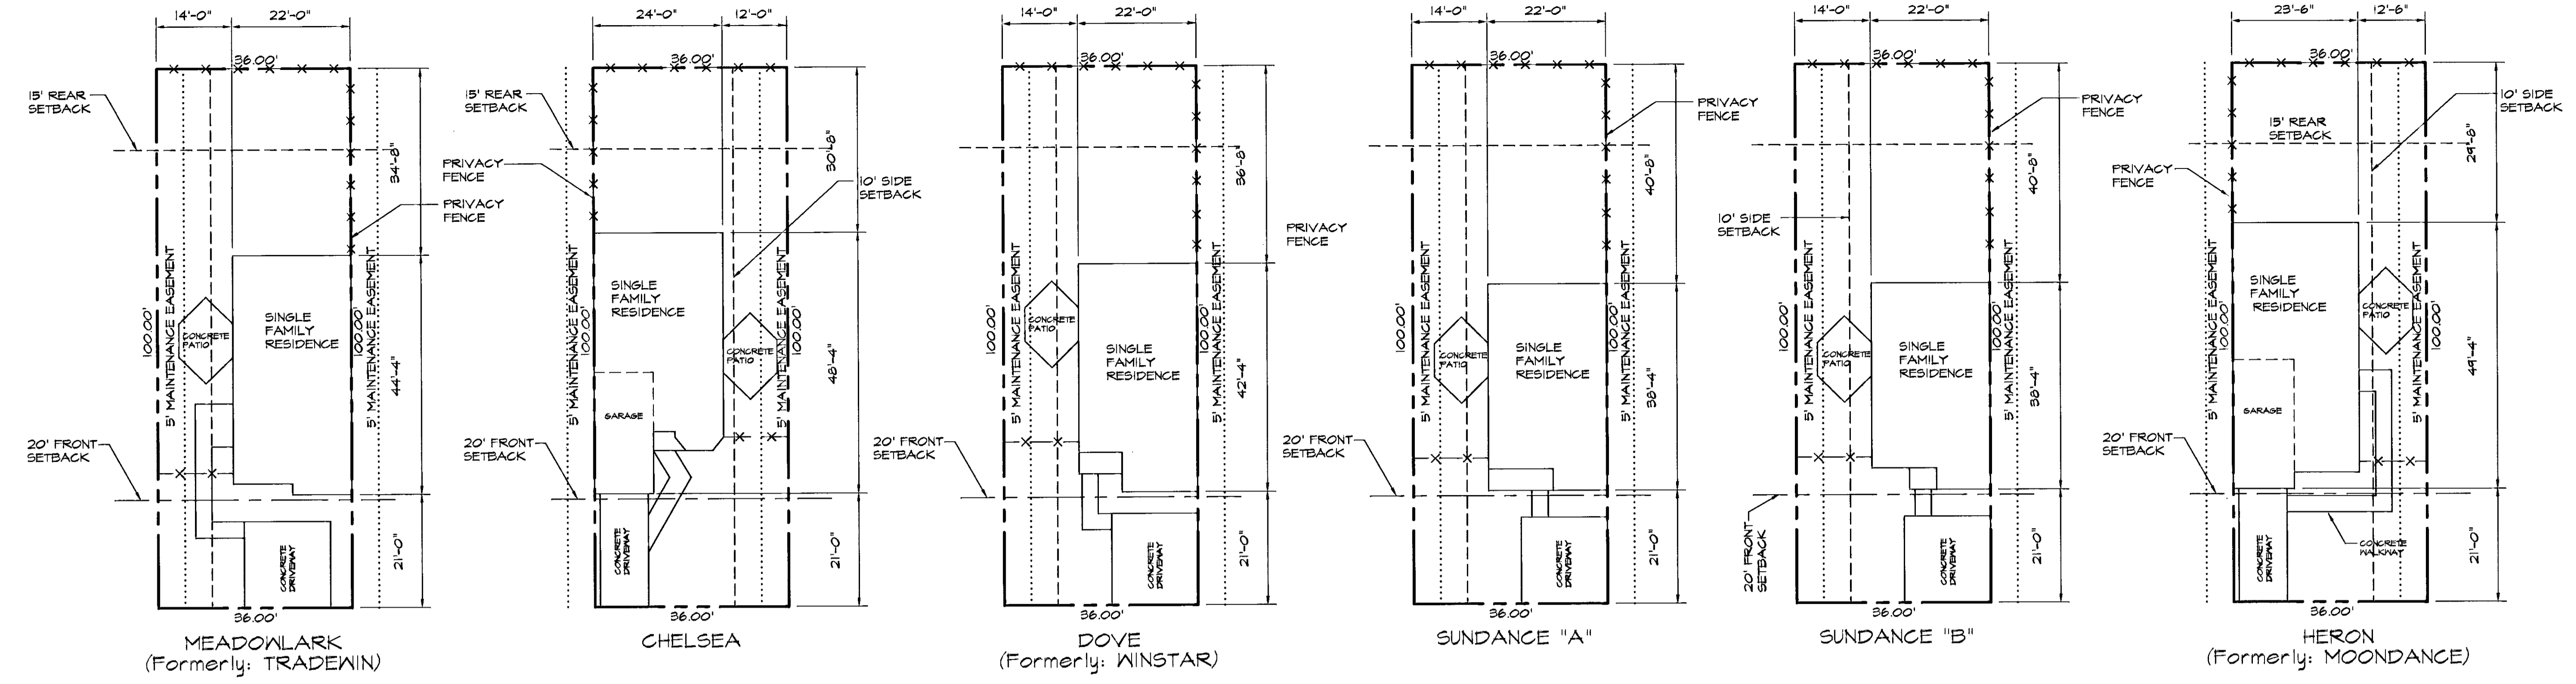 14'-0" 22'-0"
36.00'
15' REAR
SETBACK
34'-8"
PRIVACY
FENCE
5' MAINTENANCE EASEMENT
5' MAINTENANCE EASEMENT
100.00'
100.00'
CONCRETE
PATIO
SINGLE
FAMILY
RESIDENCE
44'-4"
20' FRONT
SETBACK
CONCRETE
DRIVEWAY
21'-0"
36.00'
MEADOWLARK
(Formerly: TRADEWIN)
24'-0" 12'-0"
36.00'
15' REAR
SETBACK
30'-8"
PRIVACY
FENCE
10' SIDE
SETBACK
5' MAINTENANCE EASEMENT
5' MAINTENANCE EASEMENT
SINGLE
FAMILY
RESIDENCE
100.00'
100.00'
CONCRETE
PATIO
48'-4"
GARAGE
20' FRONT
SETBACK
CONCRETE
DRIVEWAY
21'-0"
36.00'
CHELSEA
14'-0" 22'-0"
36.00'
36'-8"
PRIVACY
FENCE
5' MAINTENANCE EASEMENT
5' MAINTENANCE EASEMENT
100.00'
100.00'
CONCRETE
PATIO
SINGLE
FAMILY
RESIDENCE
42'-4"
20' FRONT
SETBACK
CONCRETE
DRIVEWAY
21'-0"
36.00'
DOVE
(Formerly: WINSTAR)
14'-0" 22'-0"
36.00'
PRIVACY
FENCE
40'-8"
5' MAINTENANCE EASEMENT
5' MAINTENANCE EASEMENT
100.00'
100.00'
CONCRETE
PATIO
SINGLE
FAMILY
RESIDENCE
38'-4"
20' FRONT
SETBACK
CONCRETE
DRIVEWAY
21'-0"
36.00'
SUNDANCE "A"
14'-0" 22'-0"
36.00'
PRIVACY
FENCE
40'-8"
10' SIDE
SETBACK
5' MAINTENANCE EASEMENT
5' MAINTENANCE EASEMENT
100.00'
100.00'
CONCRETE
PATIO
SINGLE
FAMILY
RESIDENCE
38'-4"
20' FRONT
SETBACK
CONCRETE
DRIVEWAY
21'-0"
36.00'
SUNDANCE "B"
23'-6" 12'-6"
36.00'
10' SIDE
SETBACK
15' REAR
SETBACK
29'-8"
PRIVACY
FENCE
5' MAINTENANCE EASEMENT
5' MAINTENANCE EASEMENT
SINGLE
FAMILY
RESIDENCE
100.00'
100.00'
CONCRETE
PATIO
49'-4"
GARAGE
20' FRONT
SETBACK
CONCRETE
DRIVEWAY
CONCRETE
WALKWAY
21'-0"
36.00'
HERON
(Formerly: MOONDANCE)